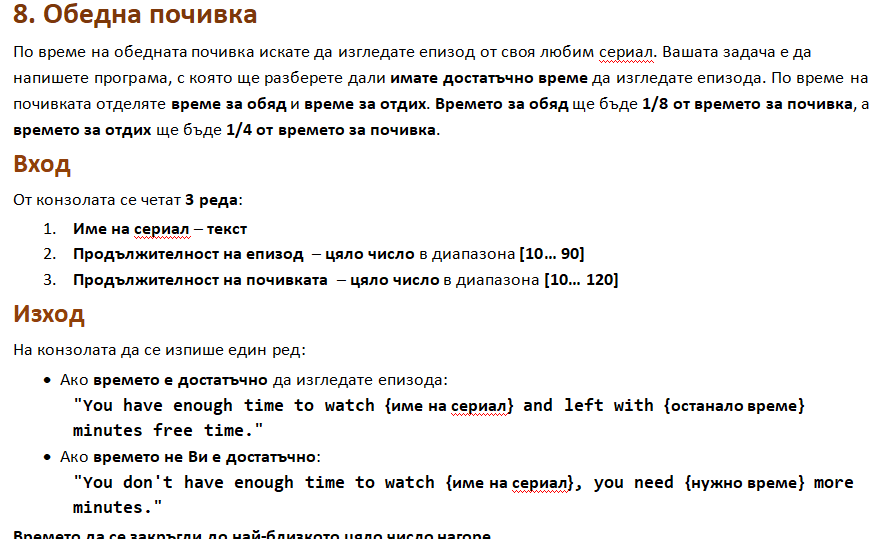 8. Обедна почивка
По време на обедната почивка искате да изгледате епизод от своя любим сериал. Вашата задача е да
напишете програма, с която ще разберете дали имате достатъчно време да изгледате епизода. По време на
почивката отделяте време за обяд и време за отдих. Времето за обяд ще бъде 1/8 от времето за почивка, а
времето за отдих ще бъде 1/4 от времето за почивка.
Вход
От конзолата се четат 3 реда:
1. Име на сериал – текст
2. Продължителност на епизод – цяло число в диапазона [10… 90]
3. Продължителност на почивката – цяло число в диапазона [10… 120]
Изход
На конзолата да се изпише един ред:
• Ако времето е достатъчно да изгледате епизода:
"You have enough time to watch {име на сериал} and left with {останало време}
minutes free time."
• Ако времето не Ви е достатъчно:
"You don't have enough time to watch {име на сериал}, you need {нужно време} more
minutes."
Времето да се закръгли до най-близкото цяло число нагоре.